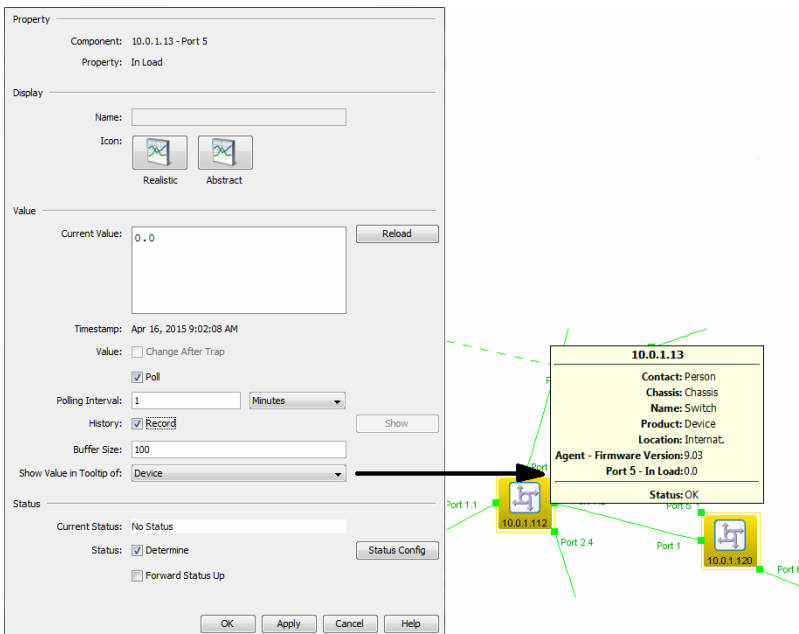 Property
Component: 10.0.1.13 - Port 5
Property: In Load
Display
Name:
Icon:
Realistic Abstract
Value
Current Value: 0.0 Reload
Timestamp: Apr 16, 2015 9:02:08 AM
Value: Change After Trap
Poll
Polling Interval: 1 Minutes
History: Record Show
Buffer Size: 100
Show Value in Tooltip of: Device
Status
Current Status: No Status
Status: Determine Status Config
Forward Status Up
OK Apply Cancel Help
10.0.1.13
Contact: Person
Chassis: Chassis
Name: Switch
Product: Device
Location: Internat.
Agent - Firmware Version: 9.03
Port 5 - In Load: 0.0
Status: OK
Port
Port 1.1
Port 5
10.0.1.112
Port 2.4
Port 1
10.0.1.120
Port 6